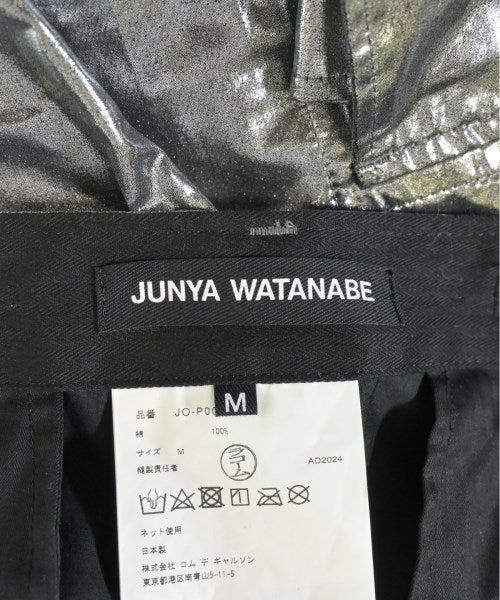 JUNYA WATANABE
M
品番 JO-P0
綿 100%
サイズ M
縫製責任者 AD2024
ネット使用
日本製
株式会社 コム デ ギャルソン
東京都港区南青山5-11-5